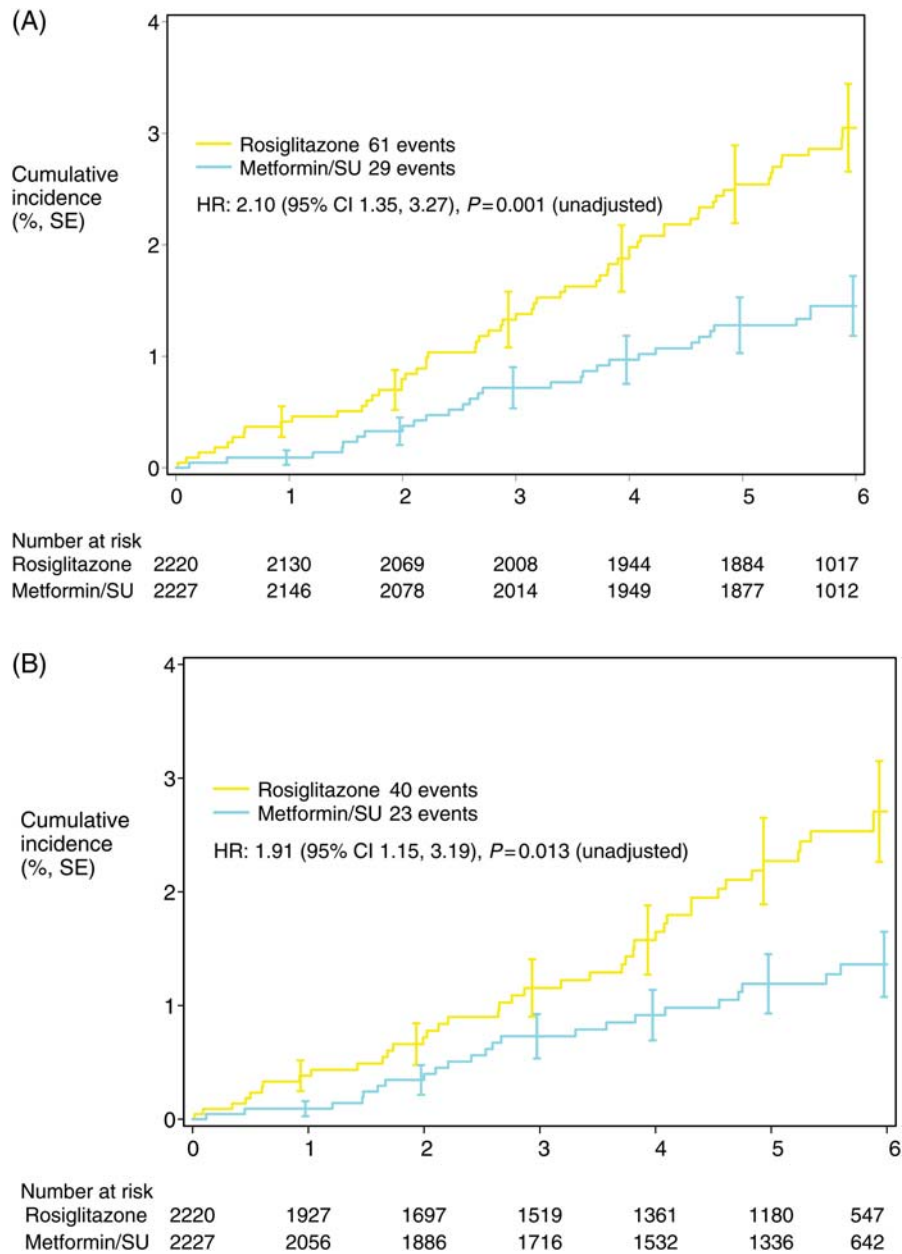 (A)
4
3
2
1
0
Cumulative
incidence
(%, SE)
Rosiglitazone 61 events
Metformin/SU 29 events
HR: 2.10 (95% CI 1.35, 3.27), P=0.001 (unadjusted)
0 1 2 3 4 5 6
Number at risk
Rosiglitazone 2220 2130 2069 2008 1944 1884 1017
Metformin/SU 2227 2146 2078 2014 1949 1877 1012
(B)
4
3
2
1
0
Cumulative
incidence
(%, SE)
Rosiglitazone 40 events
Metformin/SU 23 events
HR: 1.91 (95% CI 1.15, 3.19), P=0.013 (unadjusted)
0 1 2 3 4 5 6
Number at risk
Rosiglitazone 2220 1927 1697 1519 1361 1180 547
Metformin/SU 2227 2056 1886 1716 1532 1336 642